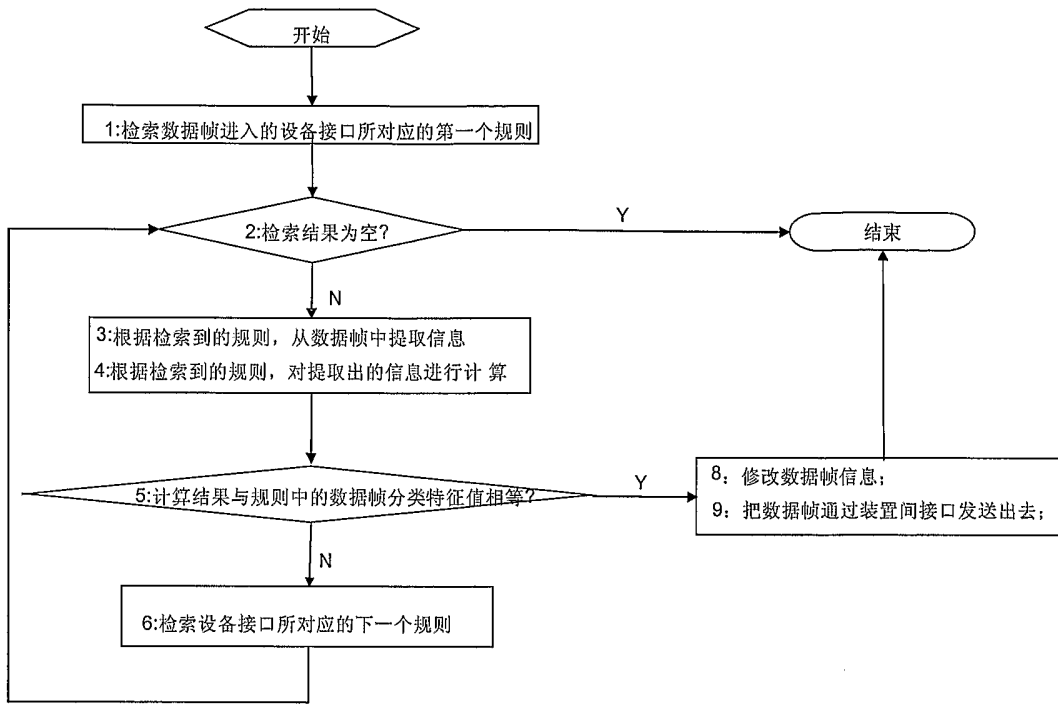 开始
1:检索数据帧进入的设备接口所对应的第一个规则
2:检索结果为空?
Y
结束
N
3:根据检索到的规则，从数据帧中提取信息
4:根据检索到的规则，对提取出的信息进行计 算
5:计算结果与规则中的数据帧分类特征值相等?
Y
8：修改数据帧信息；
9：把数据帧通过装置间接口发送出去；
N
6:检索设备接口所对应的下一个规则